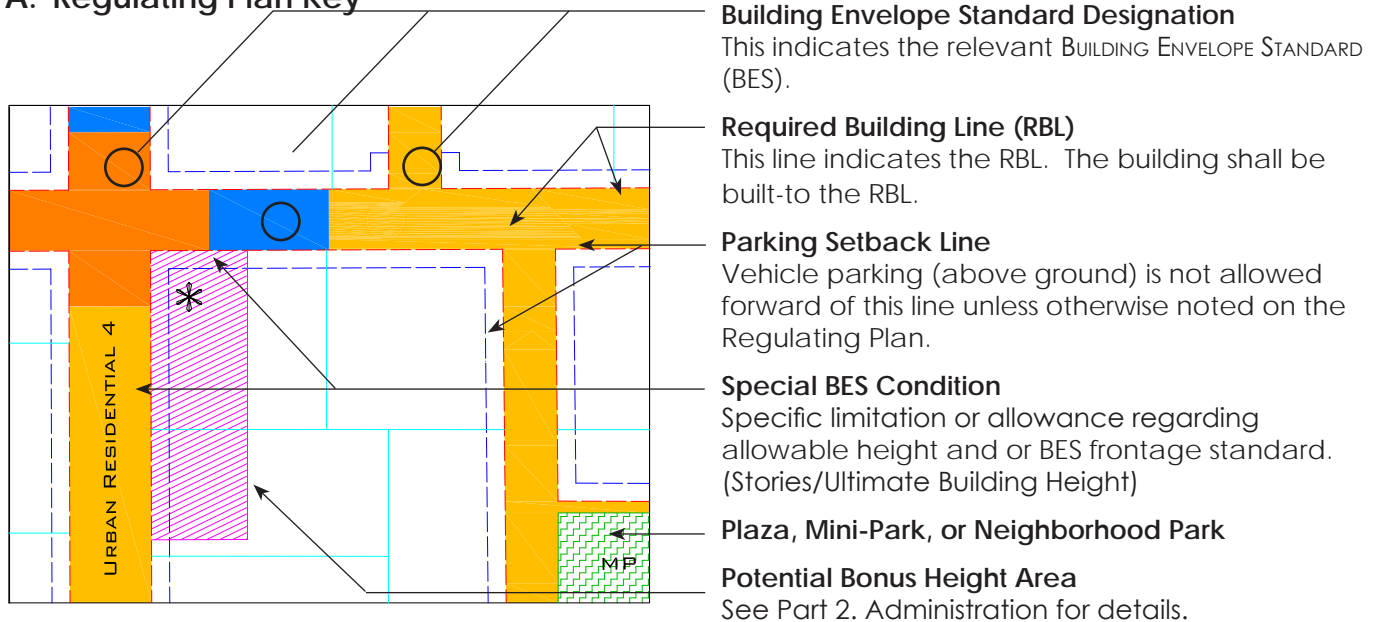 A. Regulating Plan Key
Building Envelope Standard Designation
This indicates the relevant BUILDING ENVELOPE STANDARD
(BES).
Required Building Line (RBL)
This line indicates the RBL. The building shall be
built-to the RBL.
Parking Setback Line
Vehicle parking (above ground) is not allowed
forward of this line unless otherwise noted on the
Regulating Plan.
Special BES Condition
Specific limitation or allowance regarding
allowable height and or BES frontage standard.
(Stories/Ultimate Building Height)
Plaza, Mini-Park, or Neighborhood Park
Potential Bonus Height Area
See Part 2. Administration for details.
URBAN RESIDENTIAL 4
*
MP